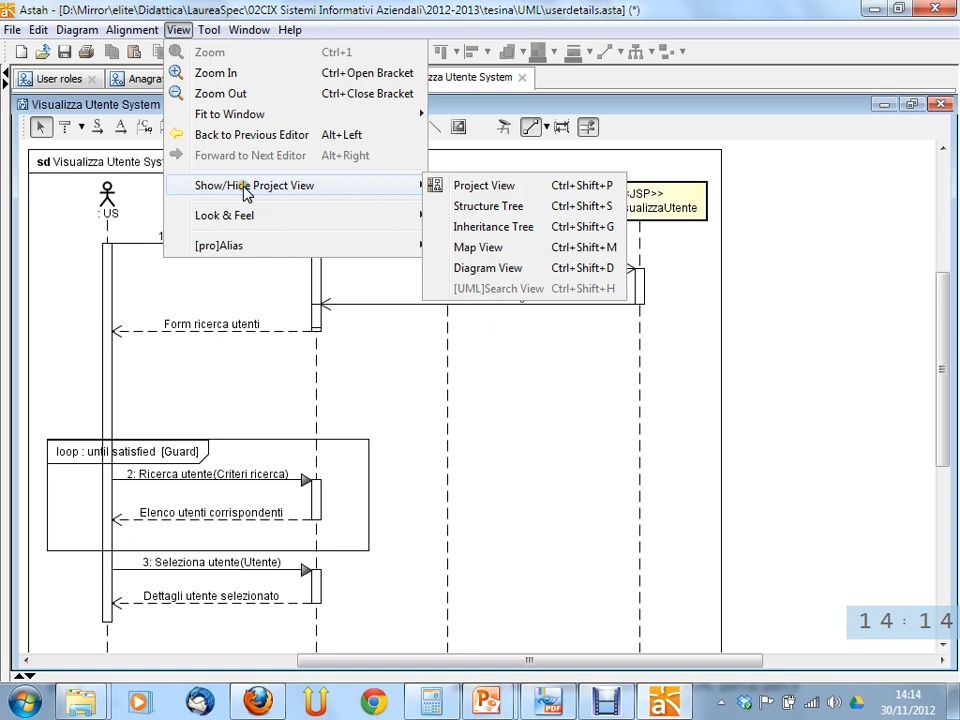 Astah - [D:\Mirror\elite\Didattica\LaureaSpec\02CIX Sistemi Informativi Aziendali\2012-2013\tesina\UML\userdetails.asta] (*)
File Edit Diagram Alignment View Tool Window Help
Zoom Ctrl+1
Zoom In Ctrl+Open Bracket
Zoom Out Ctrl+Close Bracket
Fit to Window
Back to Previous Editor Alt+Left
Forward to Next Editor Alt+Right
Show/Hide Project View
Look & Feel
[pro]Alias
Project View Ctrl+Shift+P
Structure Tree Ctrl+Shift+S
Inheritance Tree Ctrl+Shift+G
Map View Ctrl+Shift+M
Diagram View Ctrl+Shift+D
[UML]Search View Ctrl+Shift+H
User roles
Anagra
zza Utente System
Visualizza Utente System
sd Visualizza Utente Sys
: US
<JSP>>
ualizzaUtente
1
Form ricerca utenti
loop : until satisfied [Guard]
2: Ricerca utente(Criteri ricerca)
Elenco utenti corrispondenti
3: Seleziona utente(Utente)
Dettagli utente selezionato
14:14
14:14
30/11/2012